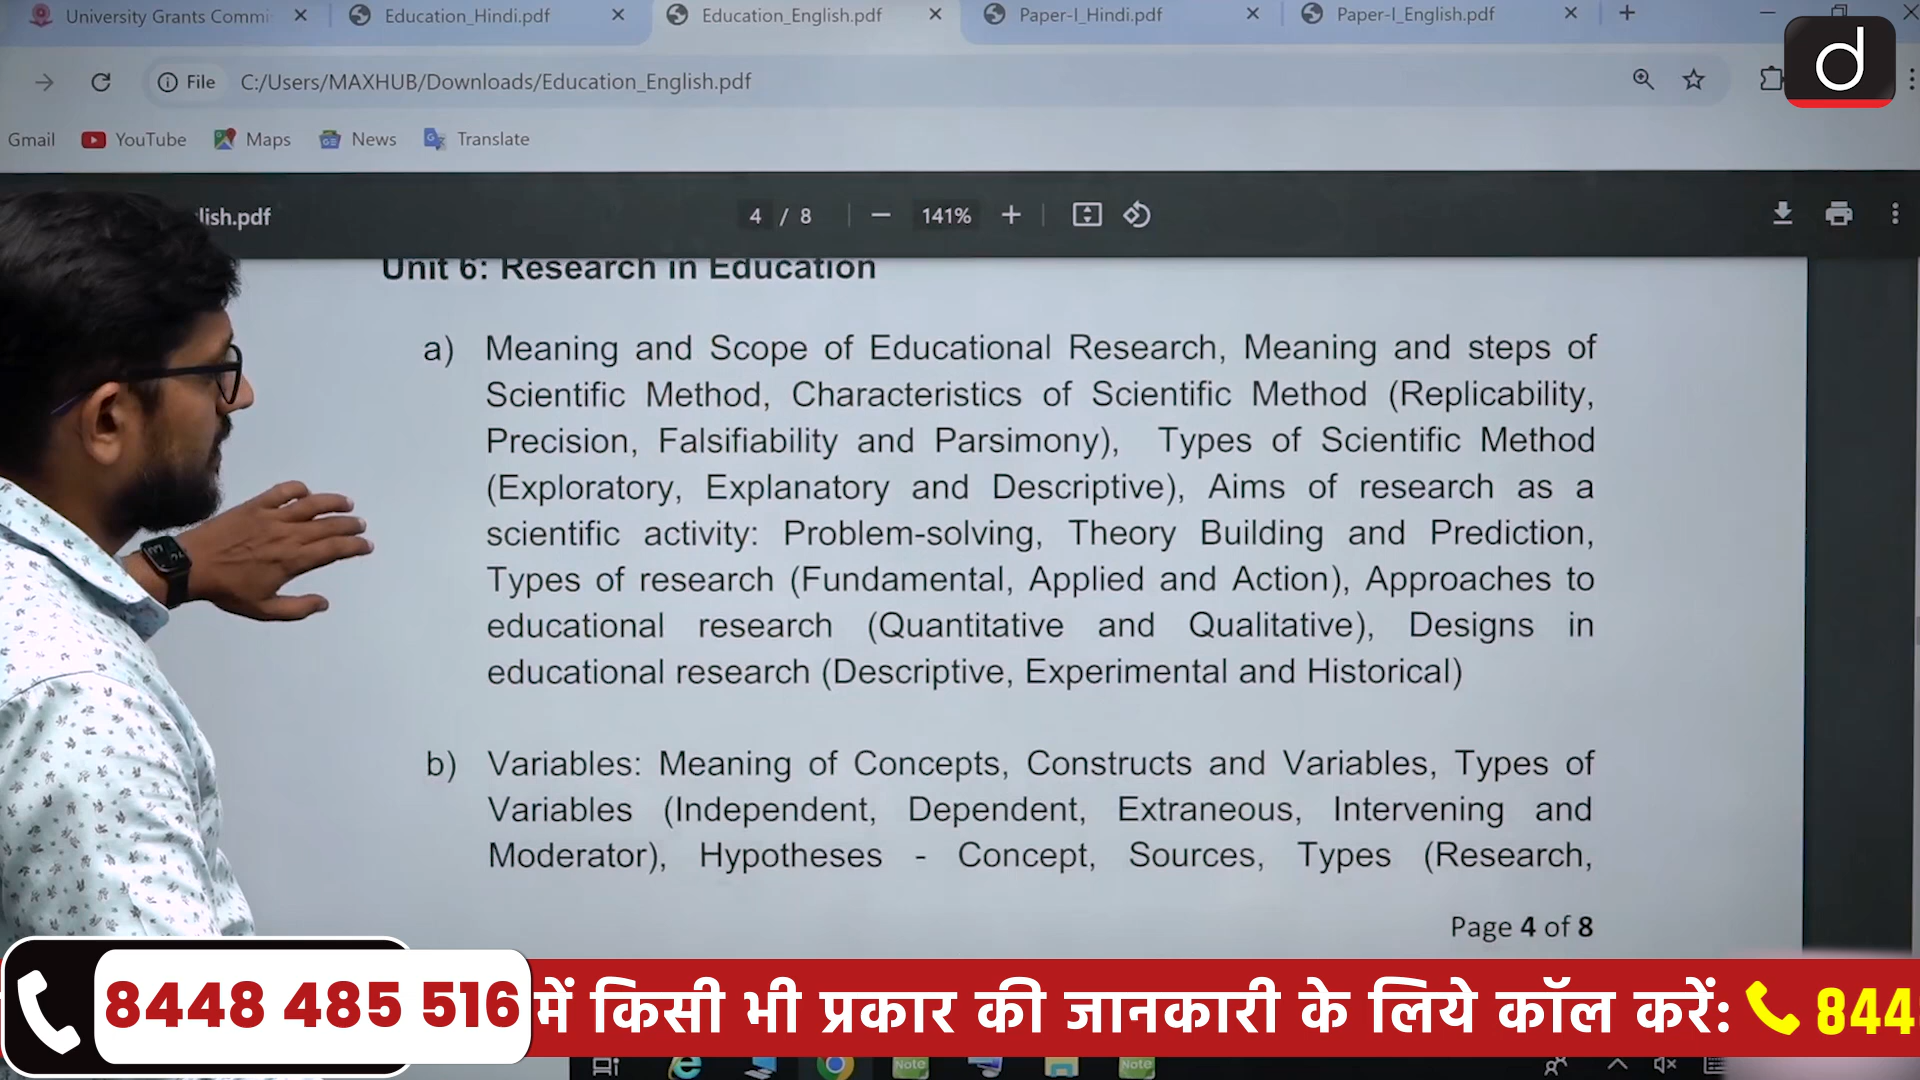 University Grants Commi
Education_Hindi.pdf
Education_English.pdf
Paper-I_Hindi.pdf
Paper-I_English.pdf
File C:/Users/MAXHUB/Downloads/Education_English.pdf
Gmail YouTube Maps News Translate
lish.pdf
4 / 8 141%
Unit 6: Research in Education
a) Meaning and Scope of Educational Research, Meaning and steps of
Scientific Method, Characteristics of Scientific Method (Replicability,
Precision, Falsifiability and Parsimony), Types of Scientific Method
(Exploratory, Explanatory and Descriptive), Aims of research as a
scientific activity: Problem-solving, Theory Building and Prediction,
Types of research (Fundamental, Applied and Action), Approaches to
educational research (Quantitative and Qualitative), Designs in
educational research (Descriptive, Experimental and Historical)
b) Variables: Meaning of Concepts, Constructs and Variables, Types of
Variables (Independent, Dependent, Extraneous, Intervening and
Moderator), Hypotheses - Concept, Sources, Types (Research,
Page 4 of 8
8448 485 516
में किसी भी प्रकार की जानकारी के लिये कॉल करें: 844
Note
Note
d